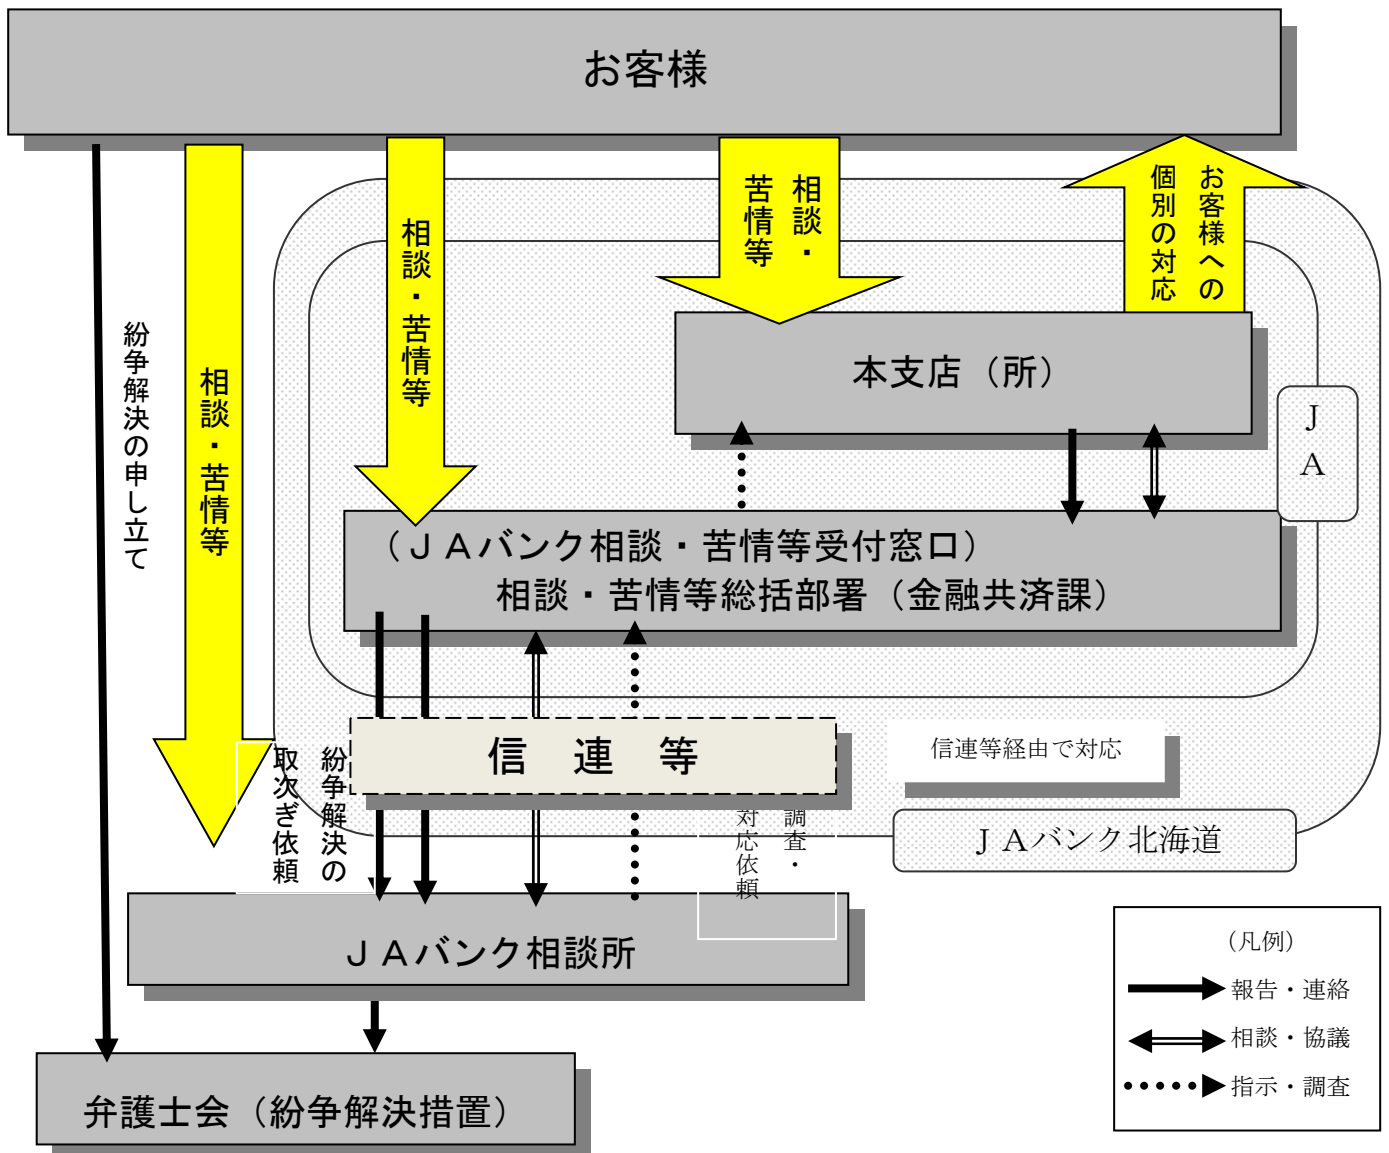 お客様
相談・
苦情等
お客様への
個別の対応
相談・苦情等
相談・苦情等
紛争解決の申し立て
本支店（所）
ＪＡ
（ＪＡバンク相談・苦情等受付窓口）
相談・苦情等総括部署（金融共済課）
信連等
信連等経由で対応
紛争解決の
取次ぎ依頼
調査・
対応依頼
ＪＡバンク北海道
ＪＡバンク相談所
弁護士会（紛争解決措置）
（凡例）
報告・連絡
相談・協議
指示・調査